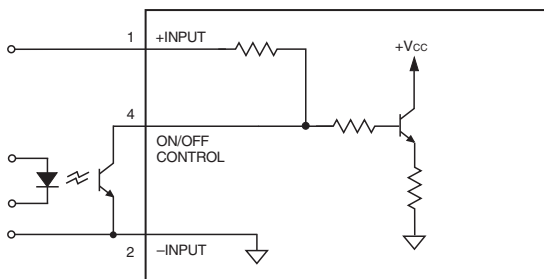 1 +INPUT
+VCC
4
ON/OFF
CONTROL
2 –INPUT